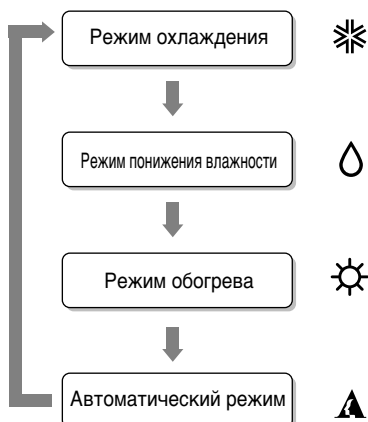 Режим охлаждения
Режим понижения влажности
Режим обогрева
Автоматический режим